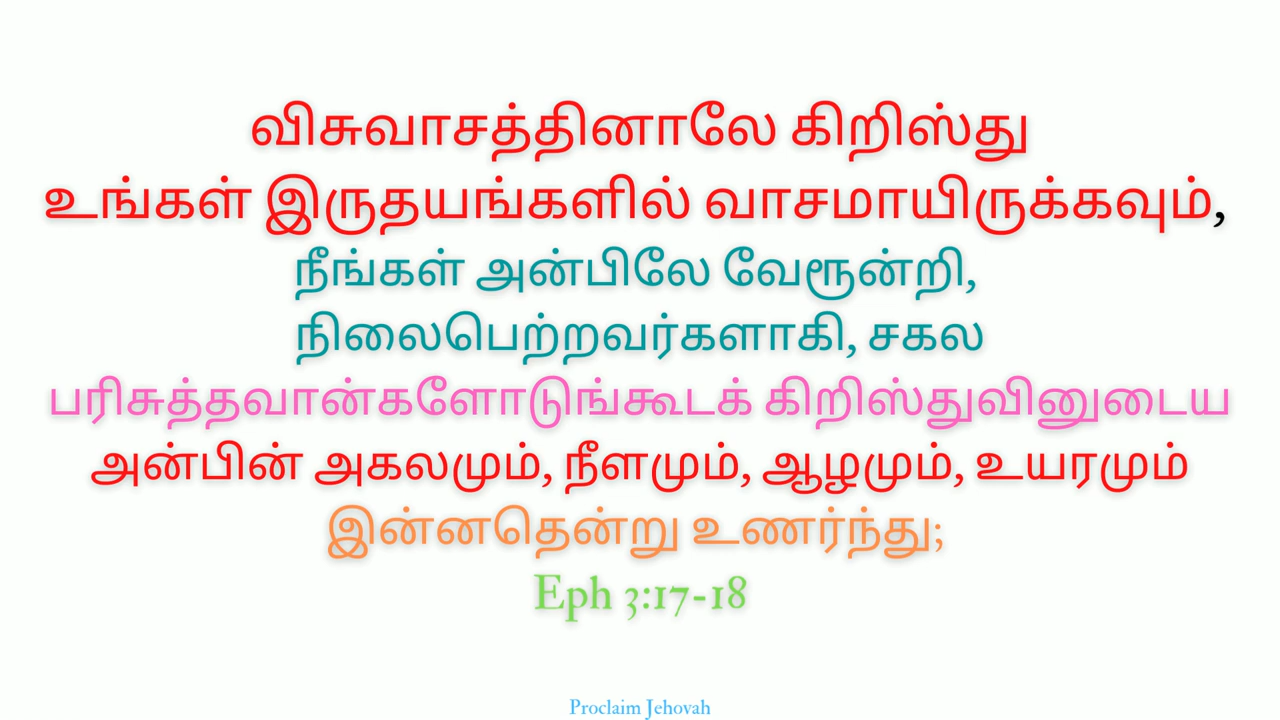 விசுவாசத்தினாலே கிறிஸ்து
உங்கள் இருதயங்களில் வாசமாயிருக்கவும்,
நீங்கள் அன்பிலே வேரூன்றி,
நிலைபெற்றவர்களாகி, சகல
பரிசுத்தவான்களோடுங்கூடக் கிறிஸ்துவினுடைய
அன்பின் அகலமும், நீளமும், ஆழமும், உயரமும்
இன்னதென்று உணர்ந்து;
Eph 3:17-18
Proclaim Jehovah